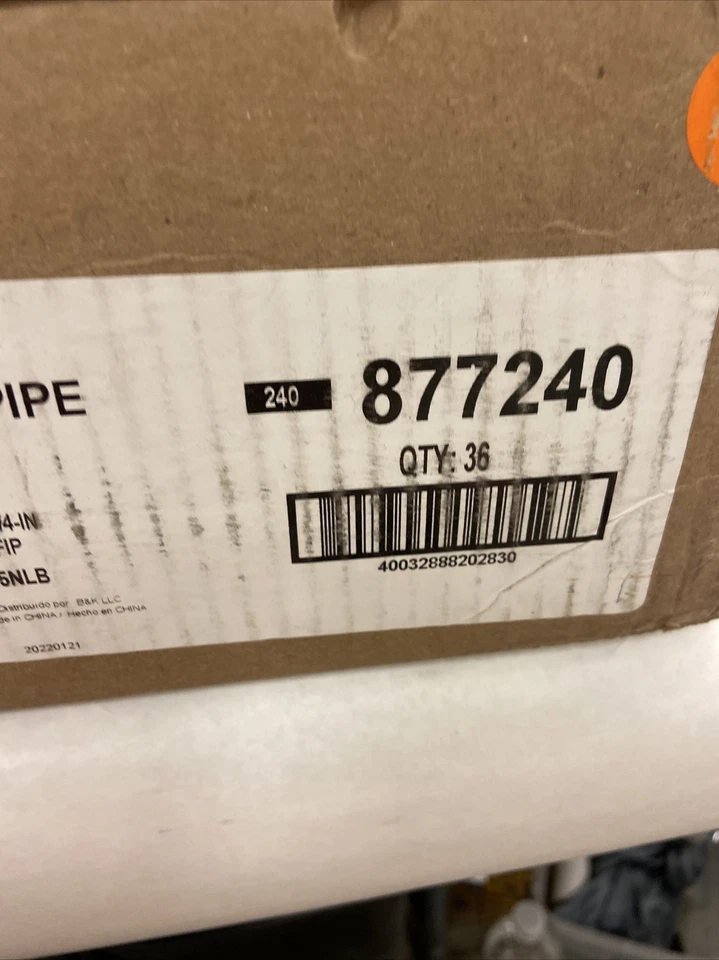 PIPE
240
877240
QTY: 36
40032888202830
/4-IN
FIP
5NLB
Distribuido por B&K LLC
de in CHINA / Hecho en CHINA
20220121